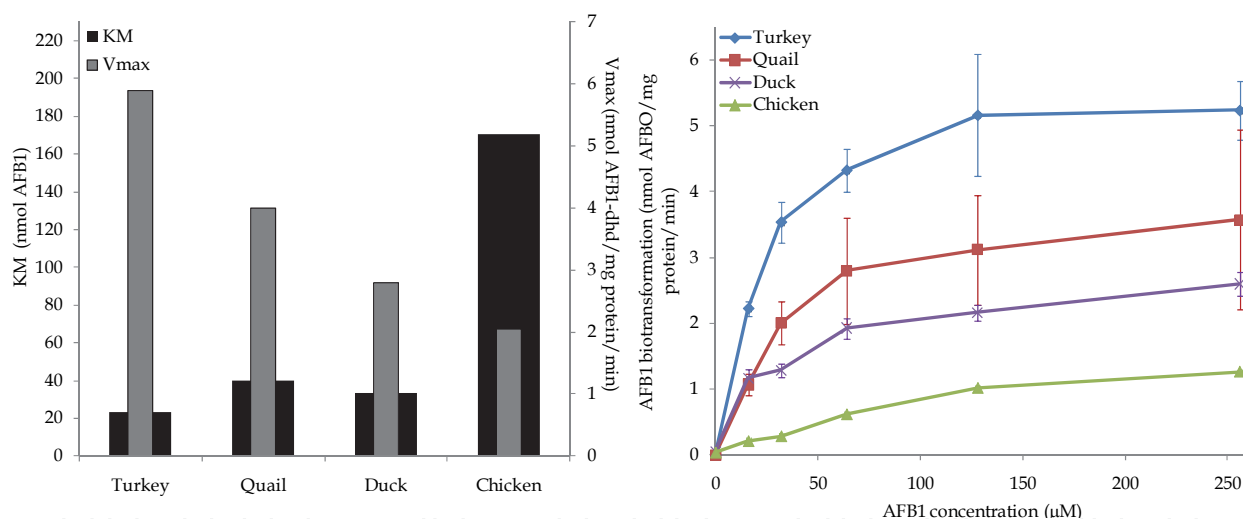 KM
Vmax
KM (nmol AFB1)
220
200
180
160
140
120
100
80
60
40
20
0
Turkey
Quail
Duck
Chicken
7
6
5
4
3
2
1
0
Vmax (nmol AFB1-dhd/mg protein/min)
Turkey
Quail
Duck
Chicken
AFB1 biotransformation (nmol AFBO/mg
protein/min)
6
5
4
3
2
1
0
0
50
100
150
200
250
AFB1 concentration (µM)